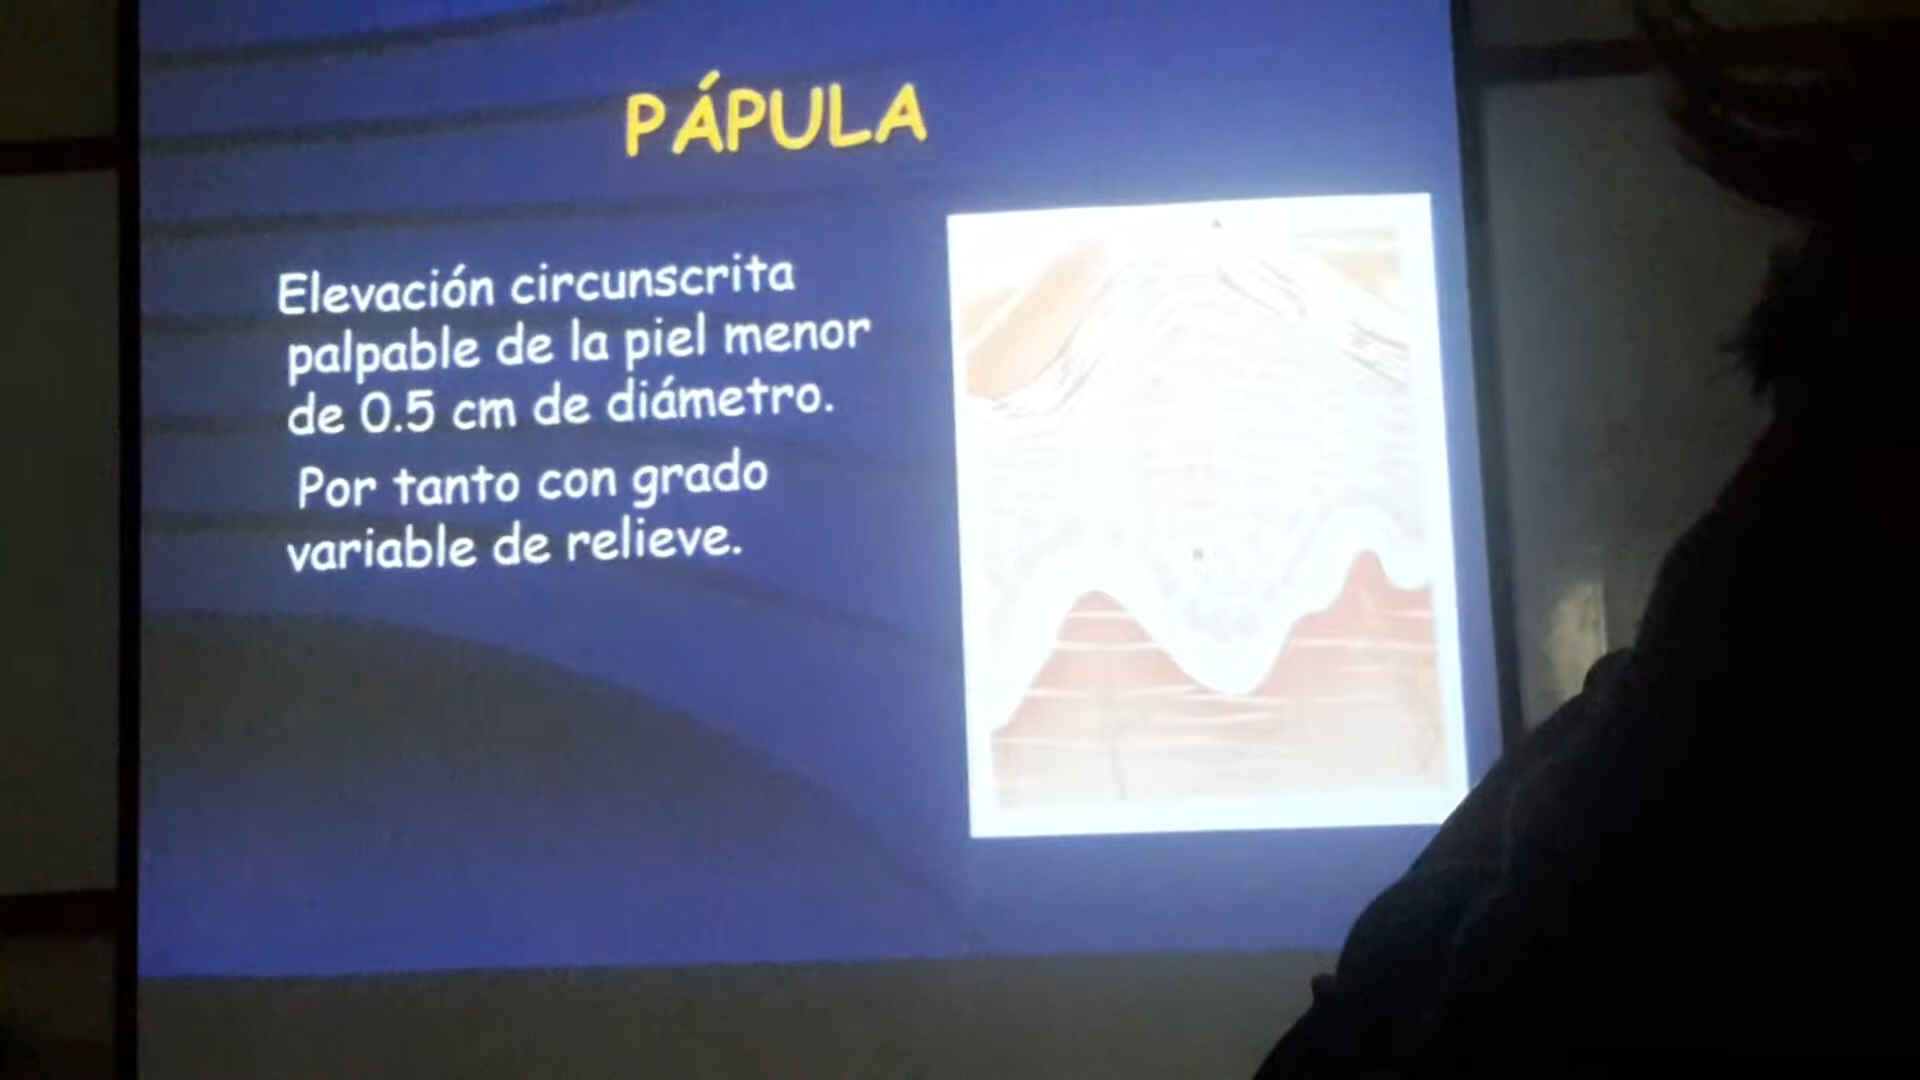 PÁPULA
Elevación circunscrita
palpable de la piel menor
de 0.5 cm de diámetro.
Por tanto con grado
variable de relieve.